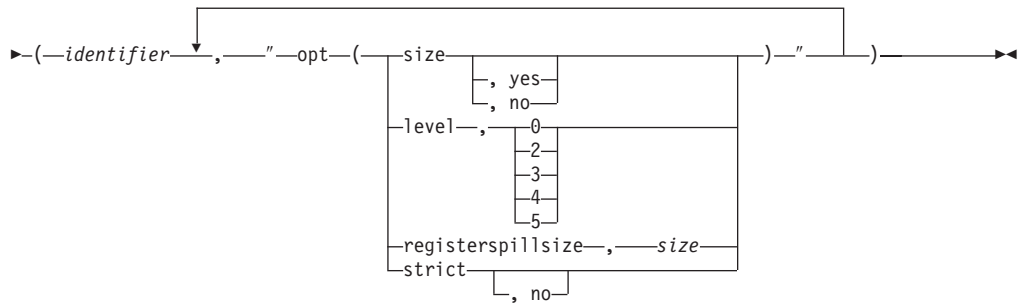 ( identifier , " opt ( size ) " )
, yes
, no
level , 0
2
3
4
5
registerspillsize , size
strict
, no